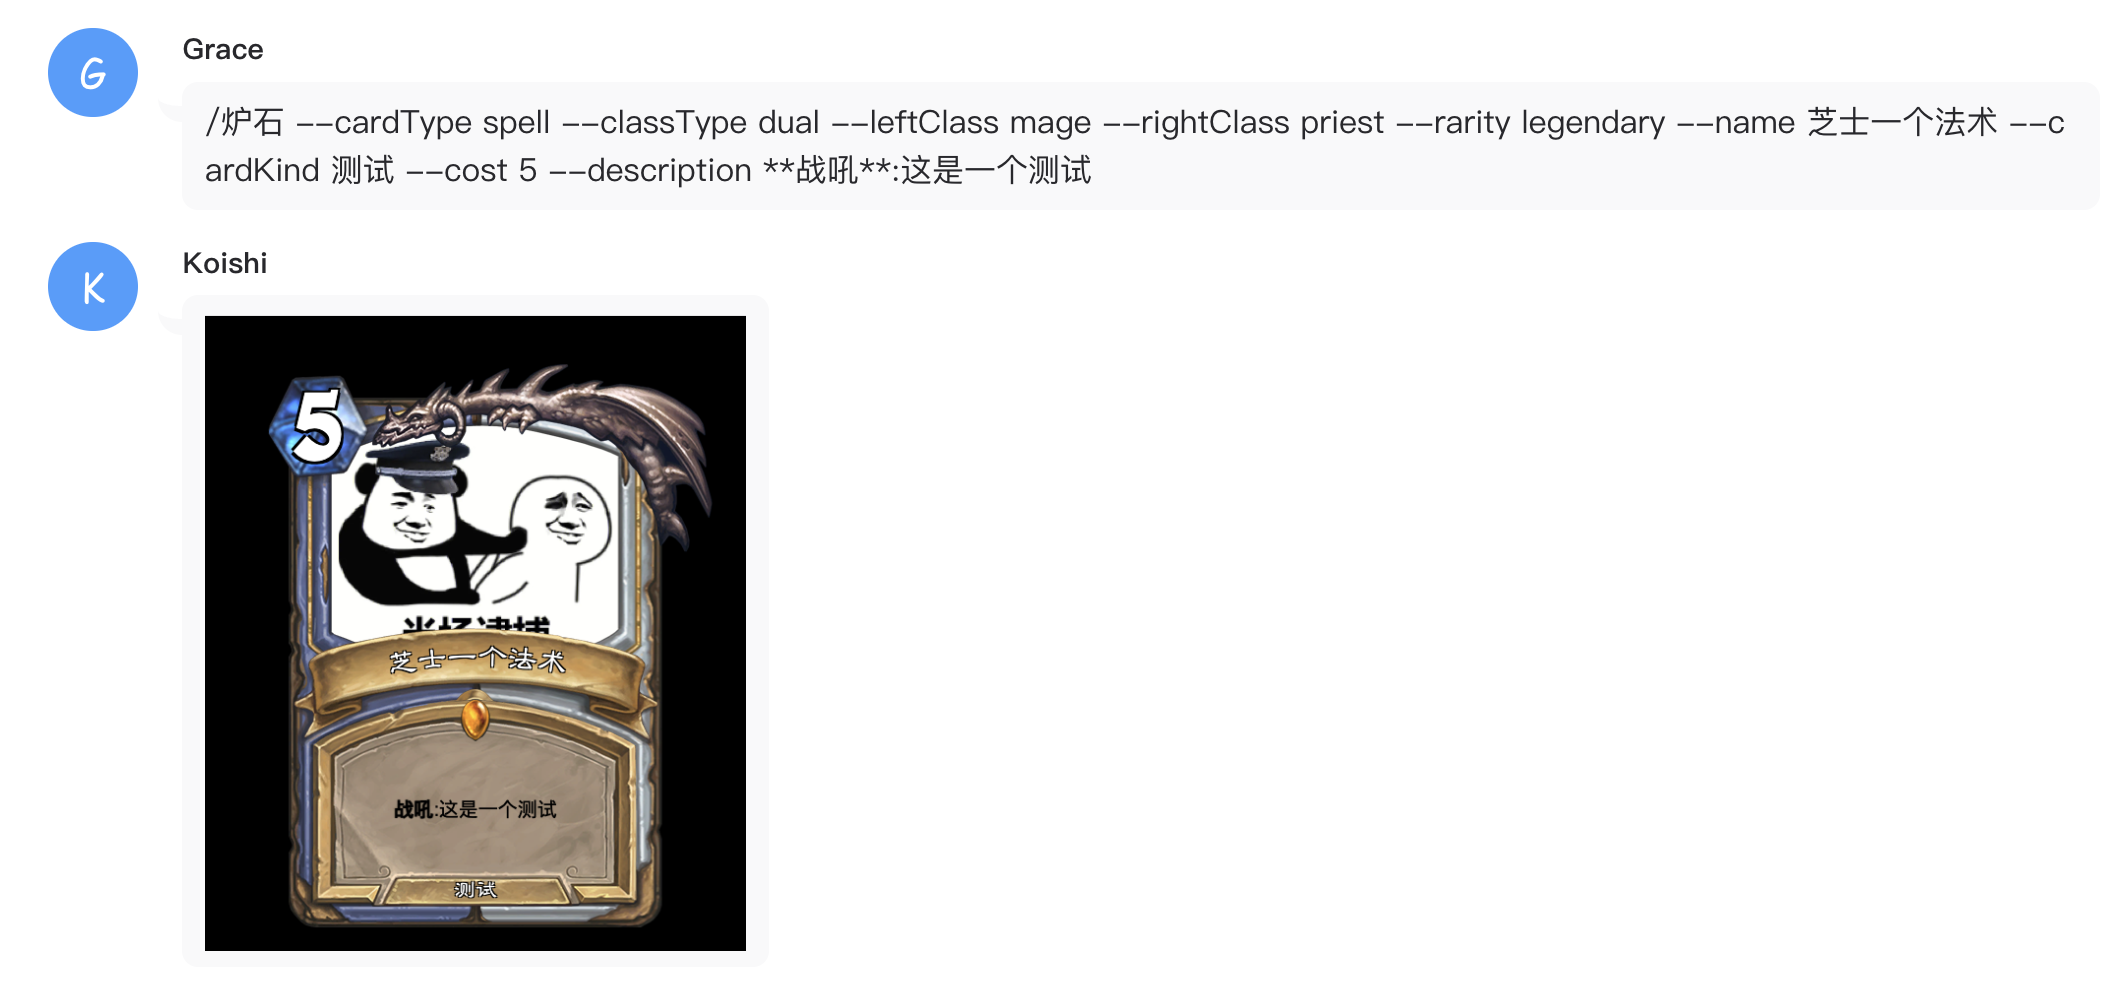 G
Grace
/炉石 --cardType spell --classType dual --leftClass mage --rightClass priest --rarity legendary --name 芝士一个法术 --c
ardKind 测试 --cost 5 --description **战吼**:这是一个测试
K
Koishi
5
芝士一个法术
战吼:这是一个测试
测试